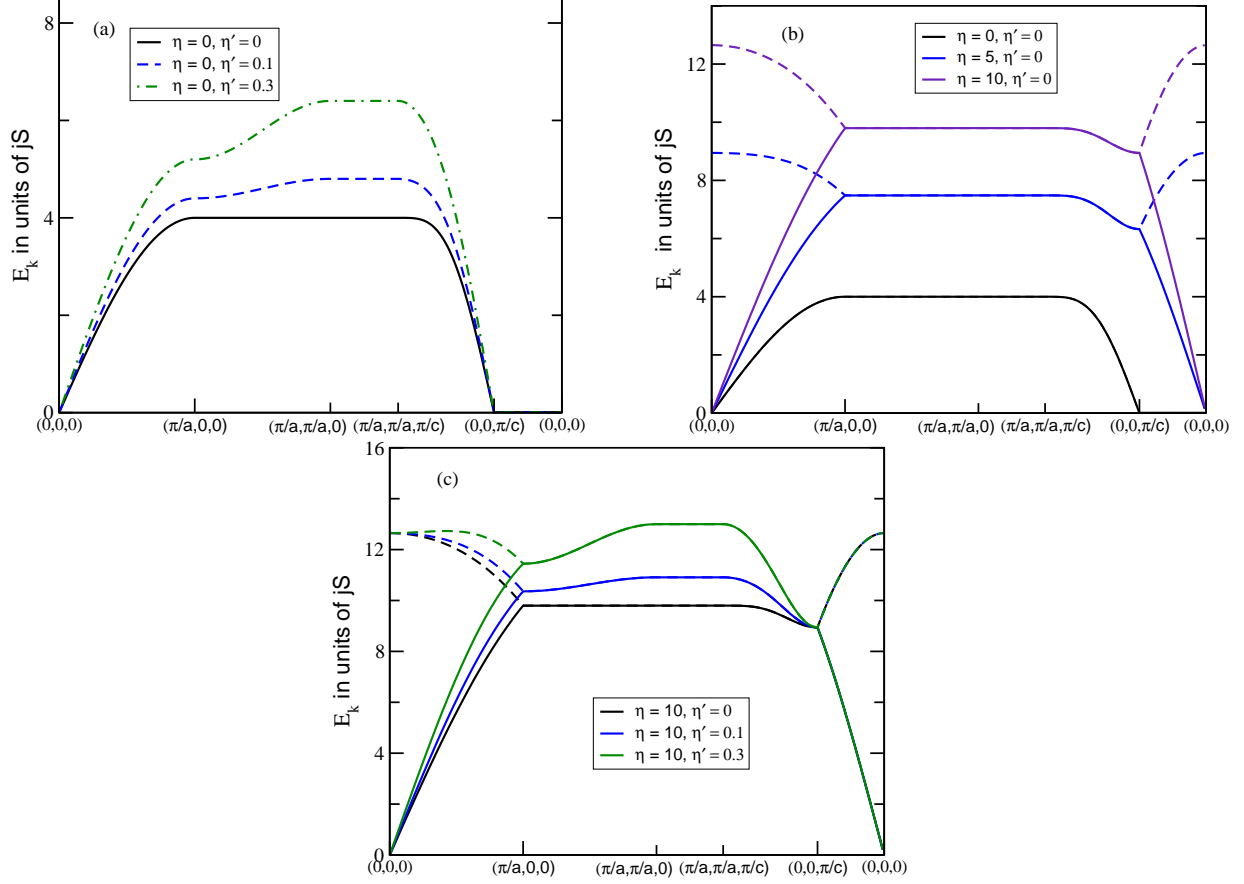 (a)
η = 0, η′ = 0
η = 0, η′ = 0.1
η = 0, η′ = 0.3
8
4
0
E_k in units of jS
(0,0,0)
(π/a,0,0)
(π/a,π/a,0)
(π/a,π/a,π/c)
(0,0,π/c)
(0,0,0)
(b)
η = 0, η′ = 0
η = 5, η′ = 0
η = 10, η′ = 0
12
8
4
0
E_k in units of jS
(0,0,0)
(π/a,0,0)
(π/a,π/a,0)
(π/a,π/a,π/c)
(0,0,π/c)
(0,0,0)
(c)
η = 10, η′ = 0
η = 10, η′ = 0.1
η = 10, η′ = 0.3
16
12
8
4
0
E_k in units of jS
(0,0,0)
(π/a,0,0)
(π/a,π/a,0)
(π/a,π/a,π/c)
(0,0,π/c)
(0,0,0)